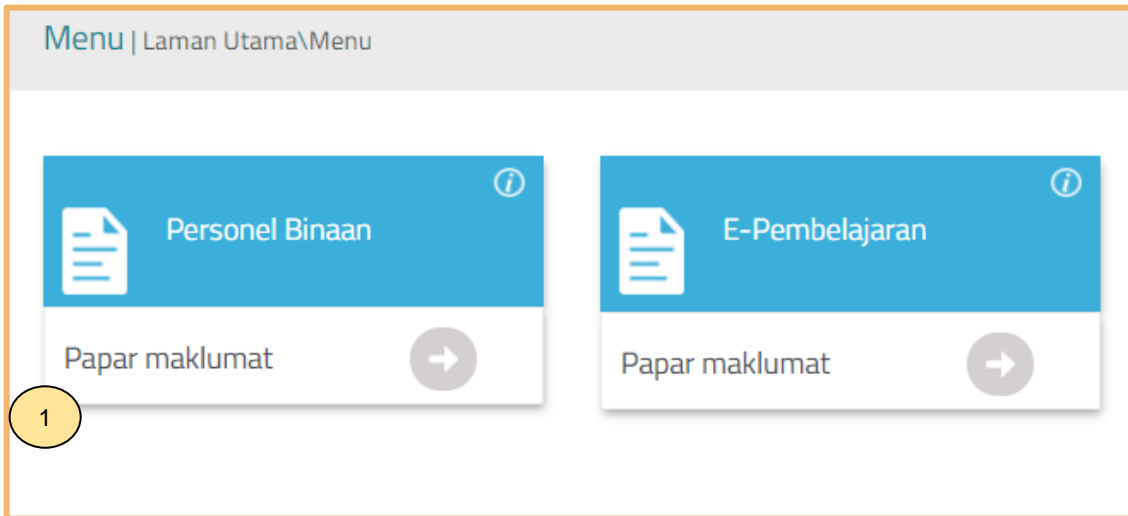 Menu | Laman Utama\Menu
Personel Binaan
E-Pembelajaran
Papar maklumat
Papar maklumat
1